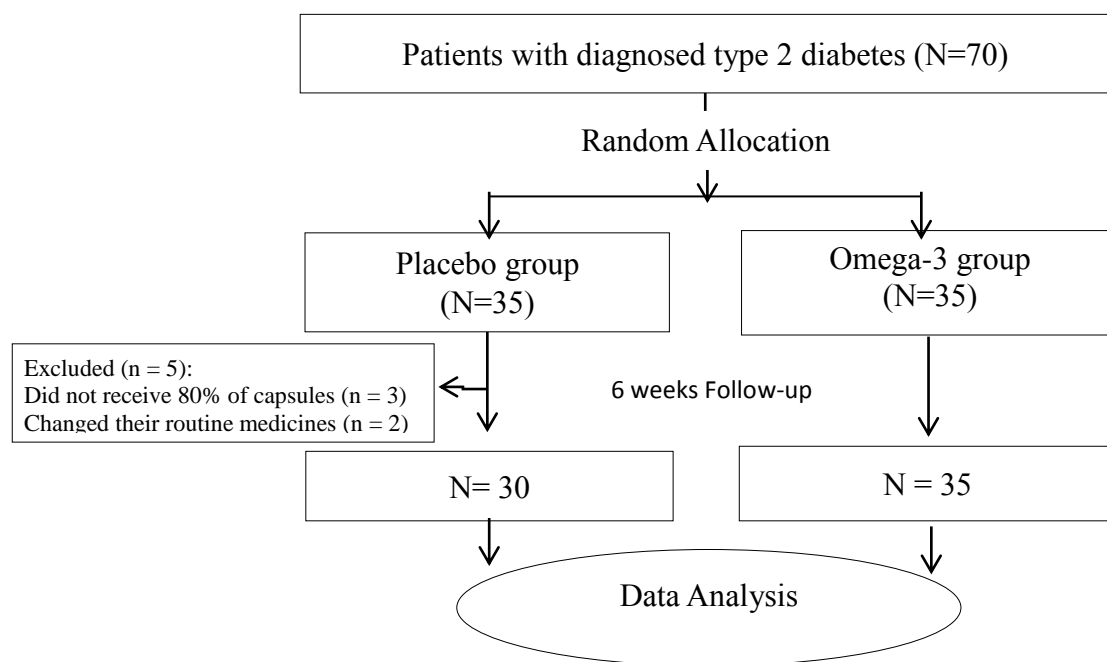 Patients with diagnosed type 2 diabetes (N=70)
Random Allocation
Placebo group
(N=35)
Omega-3 group
(N=35)
Excluded (n = 5):
Did not receive 80% of capsules (n = 3)
Changed their routine medicines (n = 2)
6 weeks Follow-up
N= 30
N = 35
Data Analysis